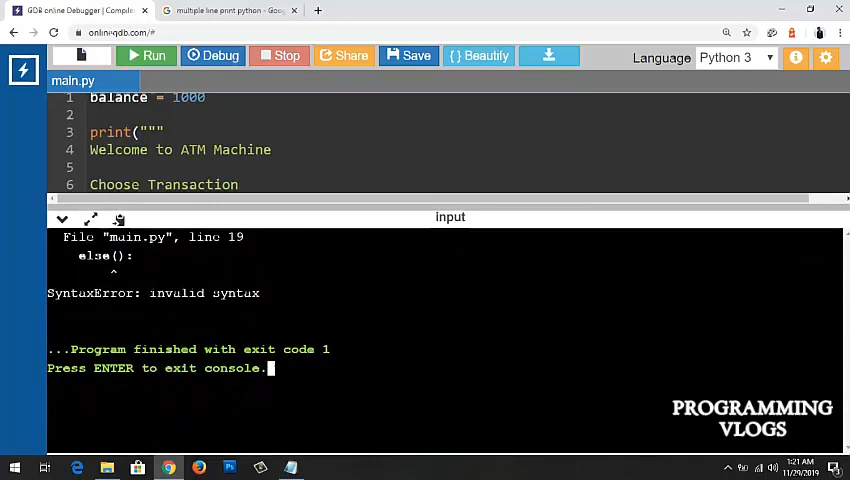 GDB online Debugger | Compiler
multiple line print python - Goog
onlinegdb.com/#
Run
Debug
Stop
Share
Save
{ } Beautify
Language
Python 3
main.py
1 balance = 1000
2
3 print("""
4 Welcome to ATM Machine
5
6 Choose Transaction
input
File "main.py", line 19
else():
^
SyntaxError: invalid syntax
...Program finished with exit code 1
Press ENTER to exit console.
PROGRAMMING
VLOGS
1:21 AM
11/29/2019